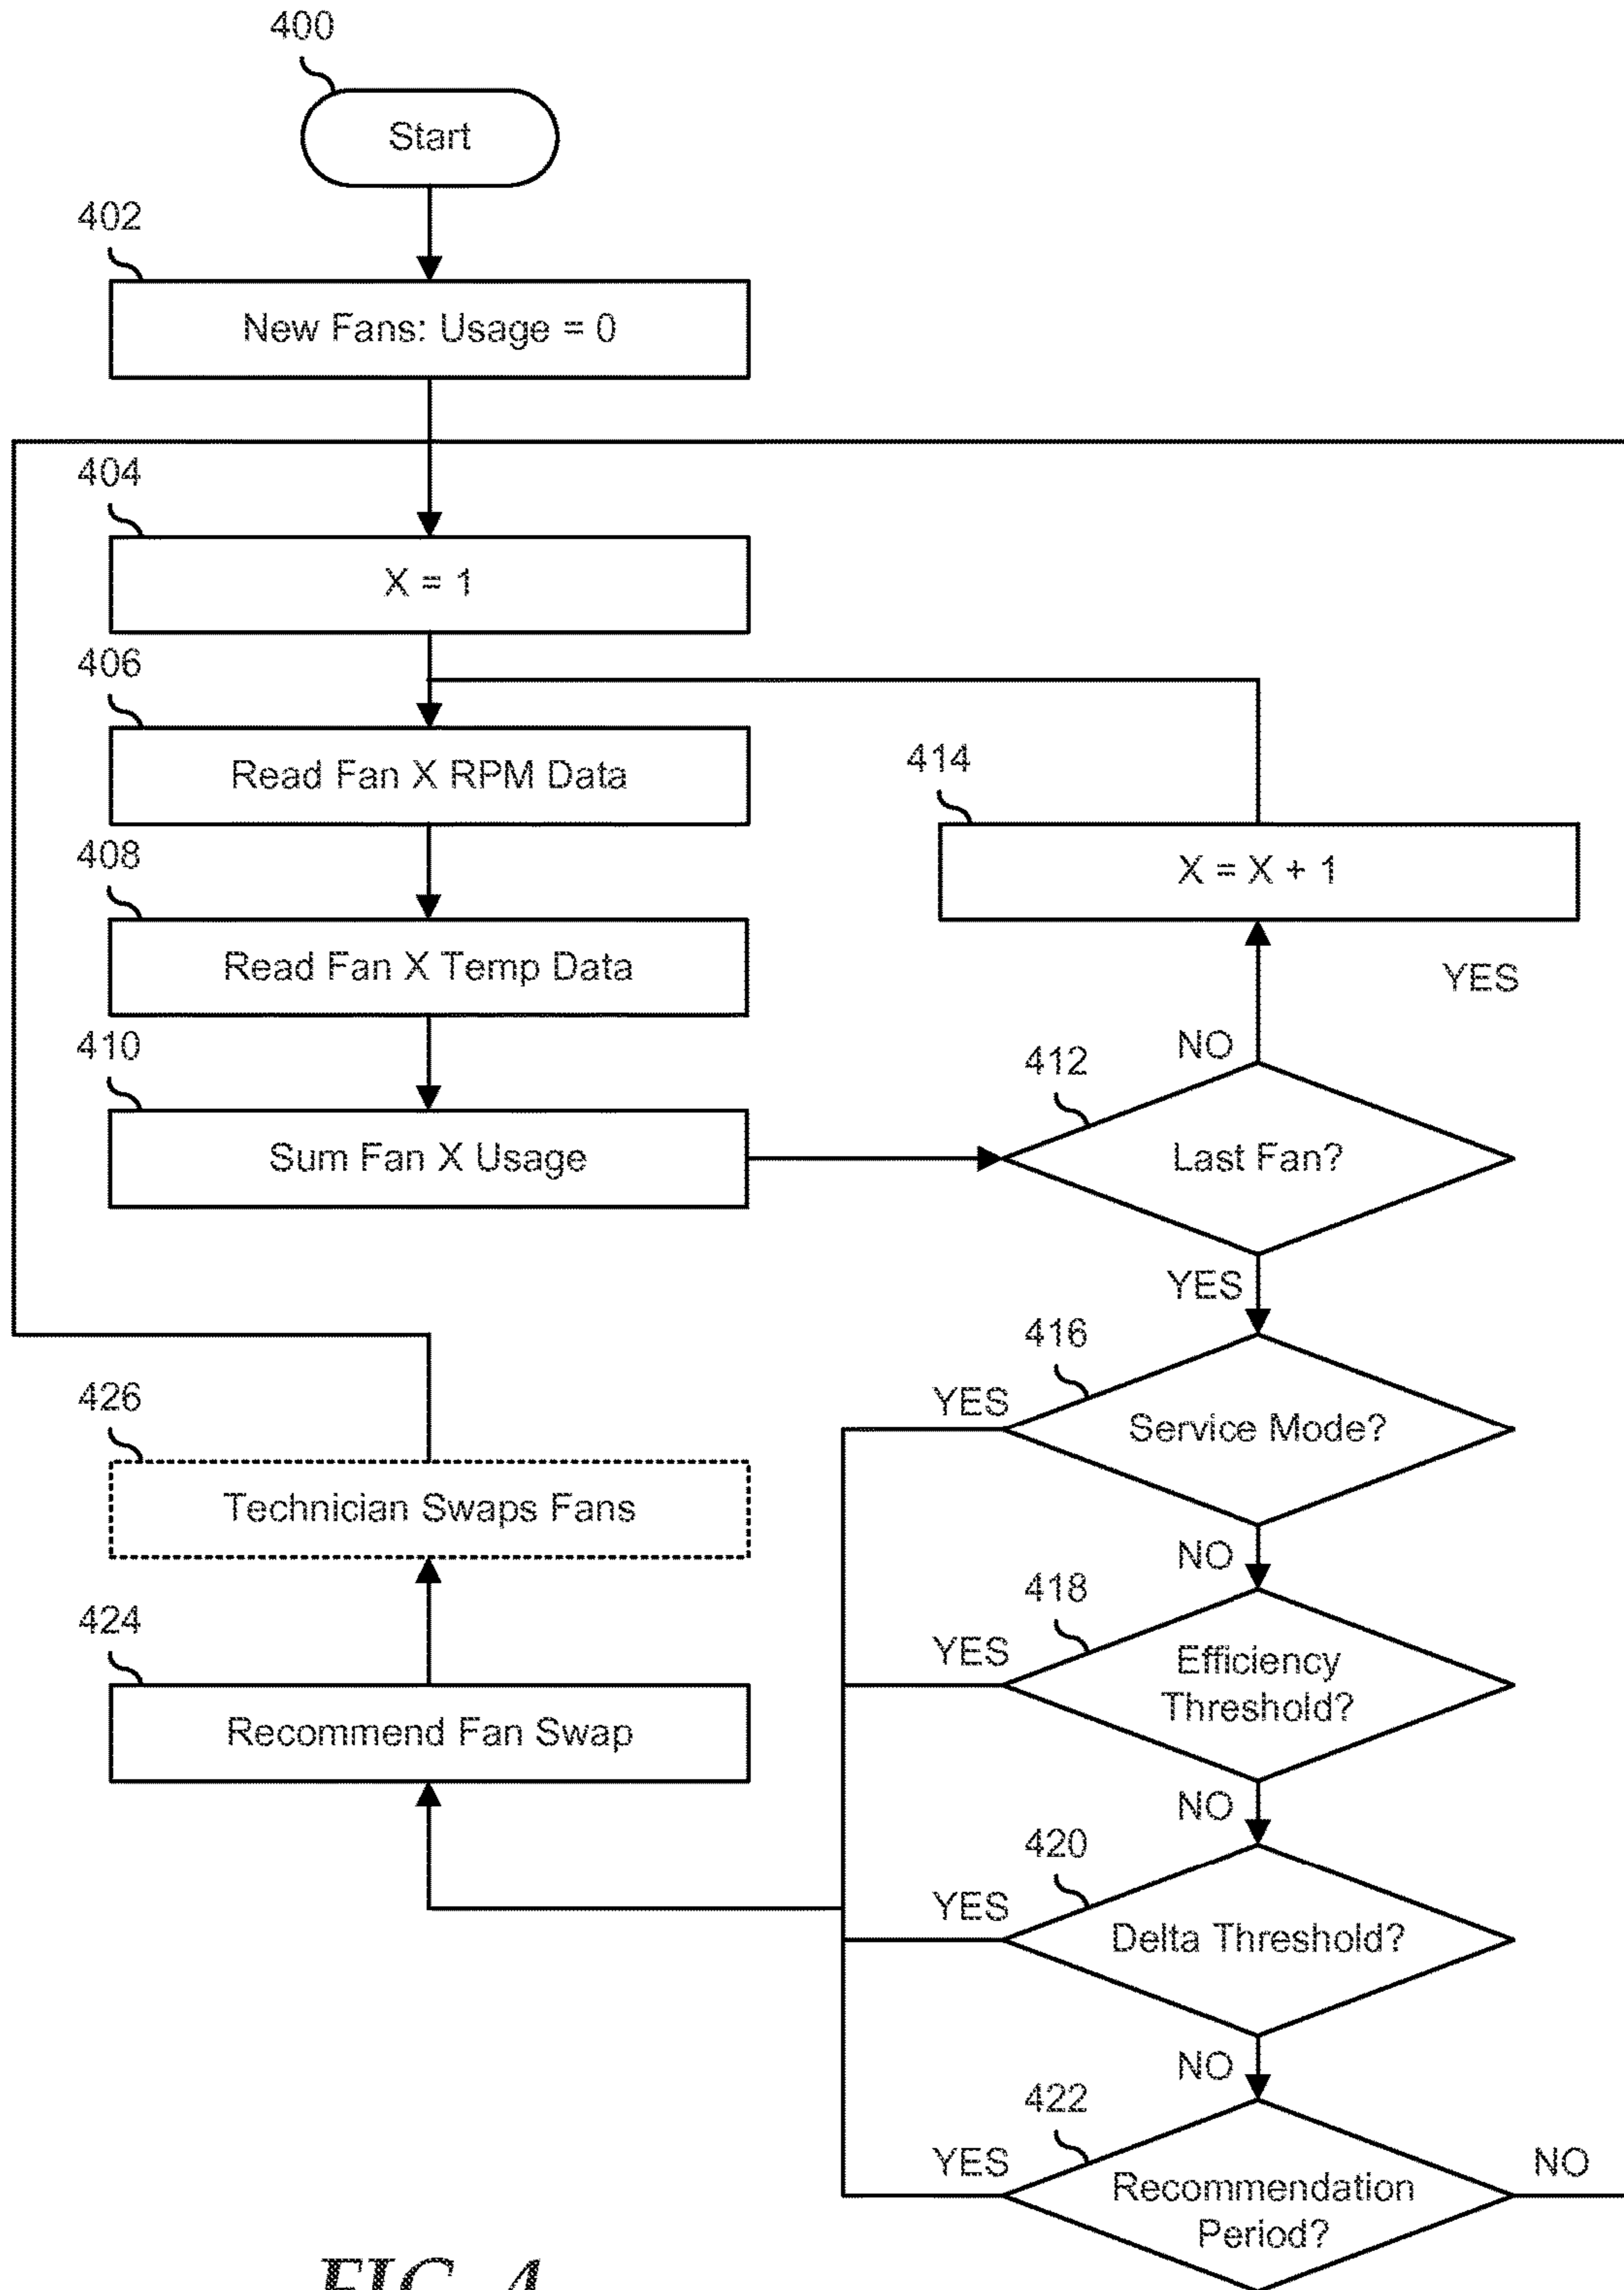 400
Start
402
New Fans: Usage = 0
404
X = 1
406
Read Fan X RPM Data
414
X = X + 1
408
Read Fan X Temp Data
YES
NO
410
Sum Fan X Usage
412
Last Fan?
YES
416
YES
Service Mode?
426
Technician Swaps Fans
NO
418
YES
Efficiency
Threshold?
424
Recommend Fan Swap
NO
420
YES
Delta Threshold?
NO
422
YES
Recommendation
Period?
NO
FIG. 4